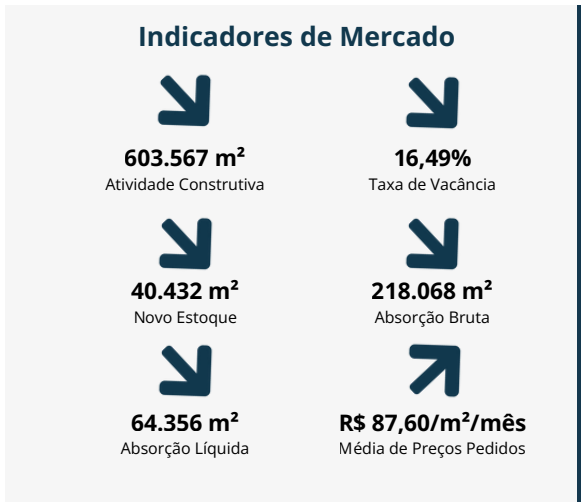 Indicadores de Mercado
603.567 m²
Atividade Construtiva
16,49%
Taxa de Vacância
40.432 m²
Novo Estoque
218.068 m²
Absorção Bruta
64.356 m²
Absorção Líquida
R$ 87,60/m²/mês
Média de Preços Pedidos